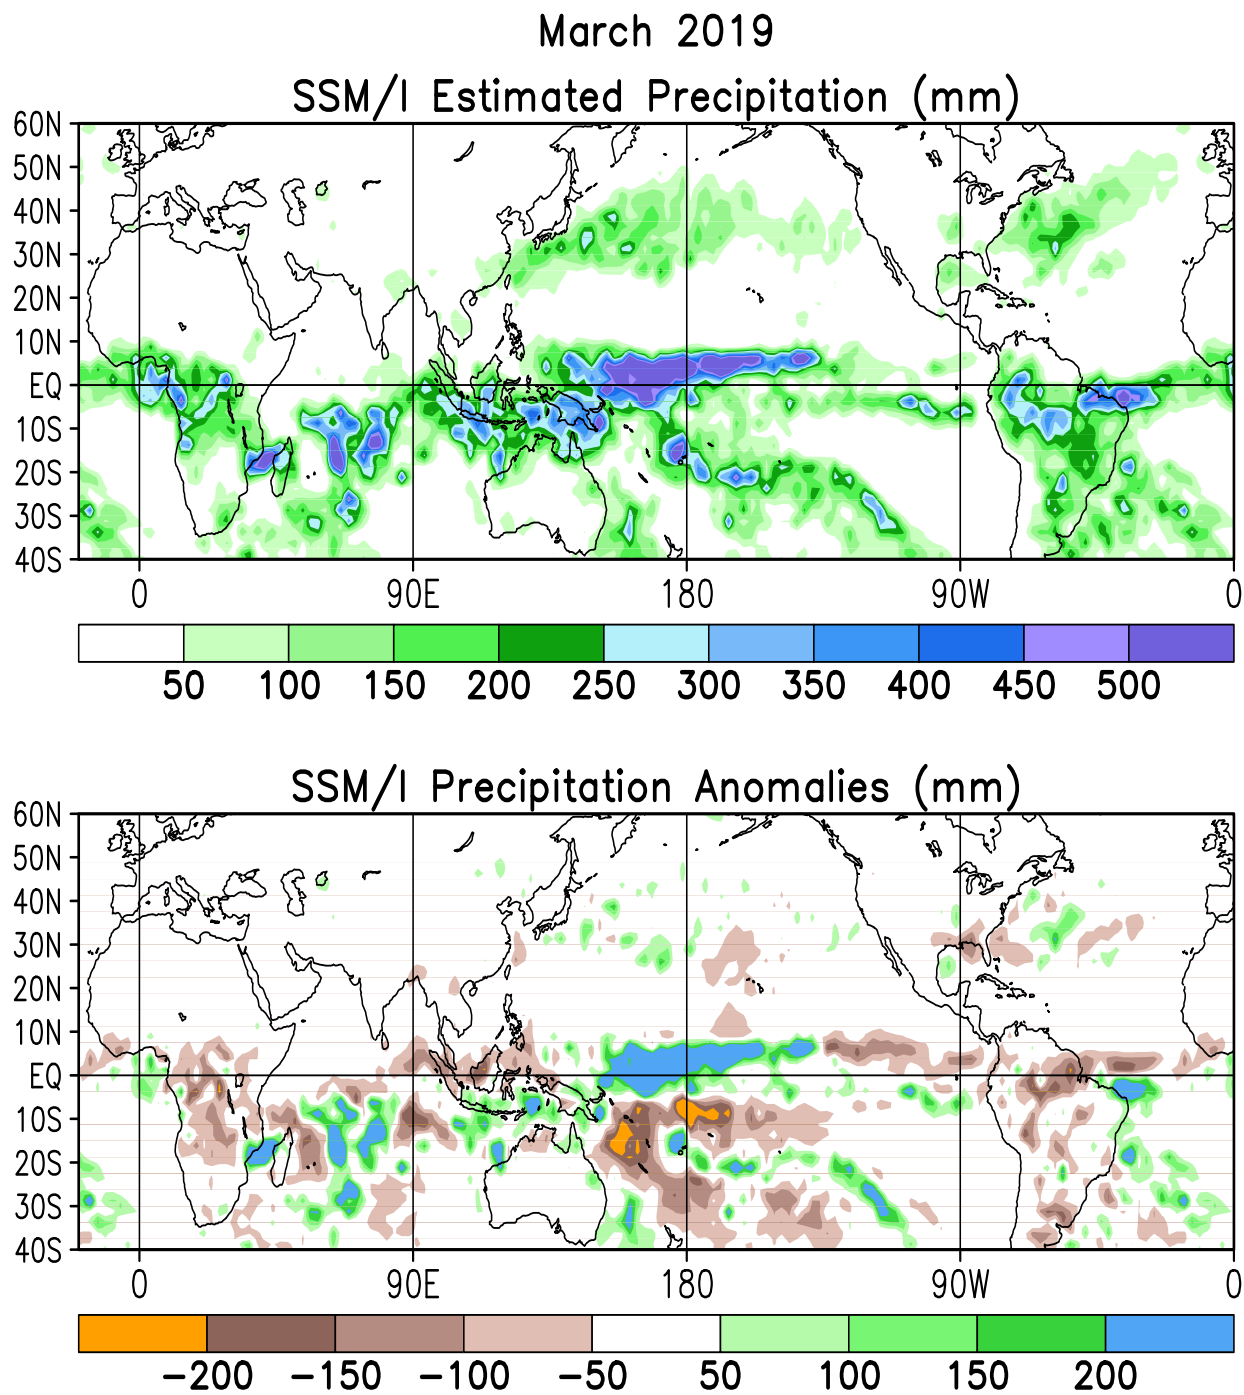 March 2019
SSM/I Estimated Precipitation (mm)
60N
50N
40N
30N
20N
10N
EQ
10S
20S
30S
40S
0 90E 180 90W 0
50 100 150 200 250 300 350 400 450 500
SSM/I Precipitation Anomalies (mm)
60N
50N
40N
30N
20N
10N
EQ
10S
20S
30S
40S
0 90E 180 90W 0
-200 -150 -100 -50 50 100 150 200